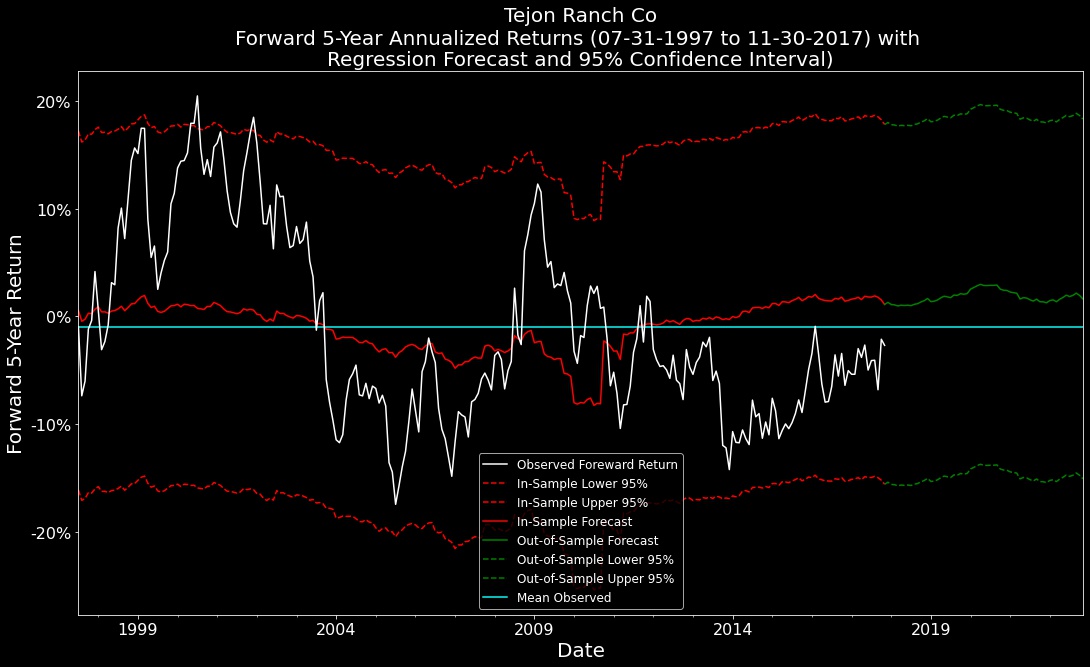 Tejon Ranch Co
Forward 5-Year Annualized Returns (07-31-1997 to 11-30-2017) with
Regression Forecast and 95% Confidence Interval)
Forward 5-Year Return
20%
10%
0%
-10%
-20%
Observed Foreward Return
In-Sample Lower 95%
In-Sample Upper 95%
In-Sample Forecast
Out-of-Sample Forecast
Out-of-Sample Lower 95%
Out-of-Sample Upper 95%
Mean Observed
1999 2004 2009 2014 2019
Date